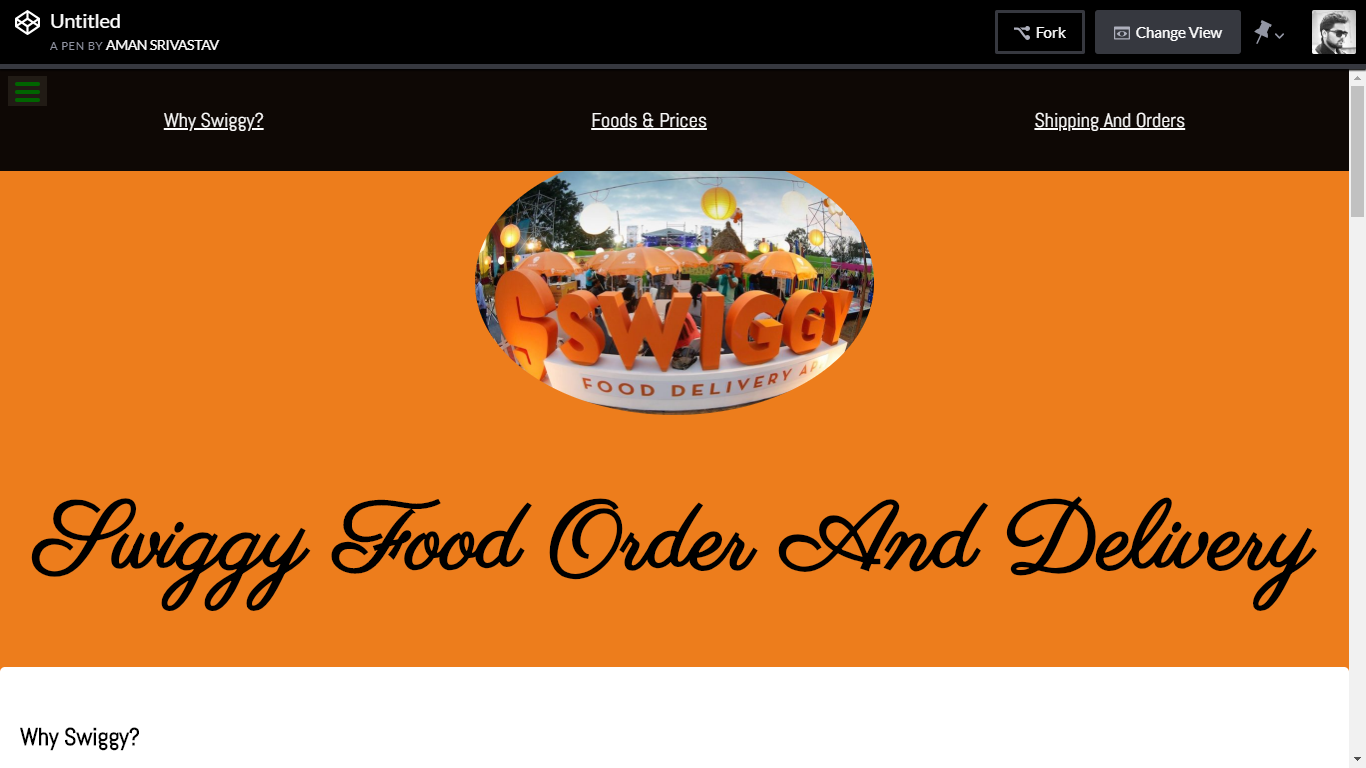 Untitled
A PEN BY AMAN SRIVASTAV
Fork
Change View
Why Swiggy?
Foods & Prices
Shipping And Orders
SWIGGY
FOOD DELIVERY
Swiggy Food Order And Delivery
Why Swiggy?